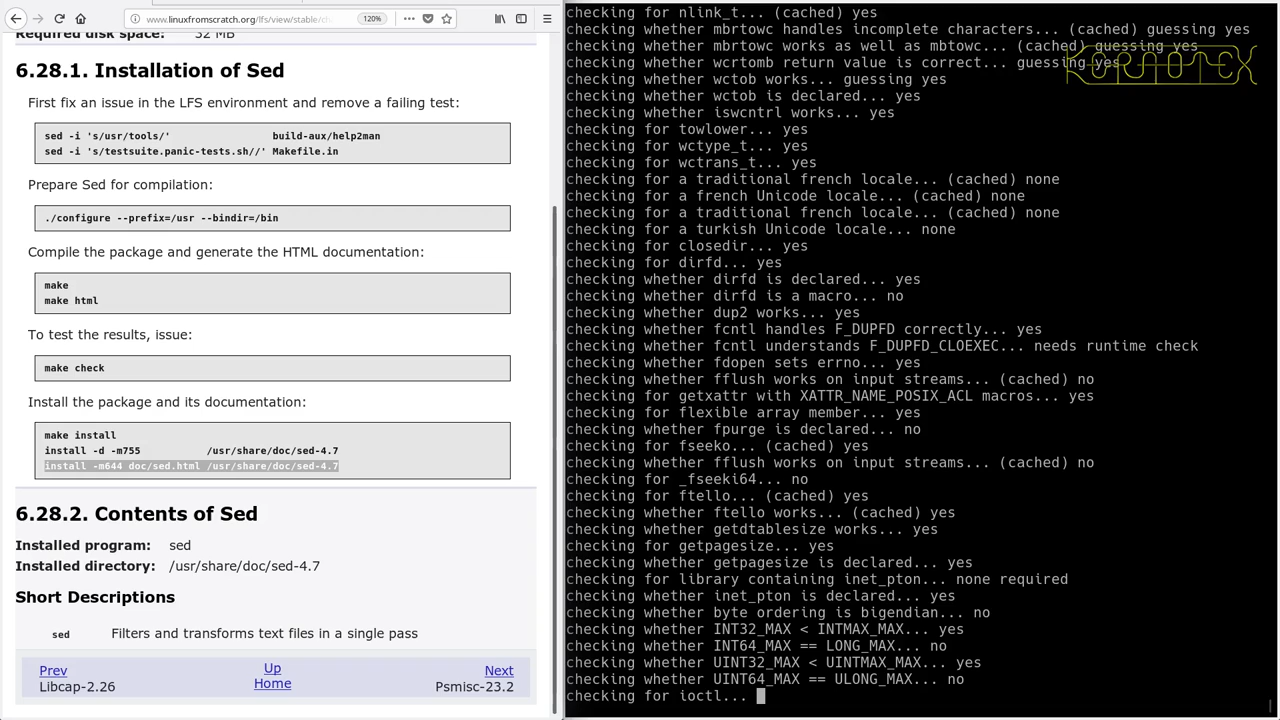 www.linuxfromscratch.org/lfs/view/stable/ch
120%
Required disk space: 32 MB
6.28.1. Installation of Sed
First fix an issue in the LFS environment and remove a failing test:
sed -i 's/usr/tools/' build-aux/help2man
sed -i 's/testsuite.panic-tests.sh//' Makefile.in
Prepare Sed for compilation:
./configure --prefix=/usr --bindir=/bin
Compile the package and generate the HTML documentation:
make
make html
To test the results, issue:
make check
Install the package and its documentation:
make install
install -d -m755 /usr/share/doc/sed-4.7
install -m644 doc/sed.html /usr/share/doc/sed-4.7
6.28.2. Contents of Sed
Installed program: sed
Installed directory: /usr/share/doc/sed-4.7
Short Descriptions
sed Filters and transforms text files in a single pass
Prev Up Next
Libcap-2.26 Home Psmisc-23.2
checking for nlink_t... (cached) yes
checking whether mbrtowc handles incomplete characters... (cached) guessing yes
checking whether mbrtowc works as well as mbtowc... (cached) guessing yes
checking whether wcrtomb return value is correct... guessing yes
checking whether wctob works... guessing yes
checking whether wctob is declared... yes
checking whether iswcntrl works... yes
checking for towlower... yes
checking for wctype_t... yes
checking for wctrans_t... yes
checking for a traditional french locale... (cached) none
checking for a french Unicode locale... (cached) none
checking for a traditional french locale... (cached) none
checking for a turkish Unicode locale... none
checking for closedir... yes
checking for dirfd... yes
checking whether dirfd is declared... yes
checking whether dirfd is a macro... no
checking whether dup2 works... yes
checking whether fcntl handles F_DUPFD correctly... yes
checking whether fcntl understands F_DUPFD_CLOEXEC... needs runtime check
checking whether fdopen sets errno... yes
checking whether fflush works on input streams... (cached) no
checking for getxattr with XATTR_NAME_POSIX_ACL macros... yes
checking for flexible array member... yes
checking whether fpurge is declared... no
checking for fseeko... (cached) yes
checking whether fflush works on input streams... (cached) no
checking for _fseeki64... no
checking for ftello... (cached) yes
checking whether ftello works... (cached) yes
checking whether getdtablesize works... yes
checking for getpagesize... yes
checking whether getpagesize is declared... yes
checking for library containing inet_pton... none required
checking whether inet_pton is declared... yes
checking whether byte ordering is bigendian... no
checking whether INT32_MAX < INTMAX_MAX... yes
checking whether INT64_MAX == LONG_MAX... no
checking whether UINT32_MAX < UINTMAX_MAX... yes
checking whether UINT64_MAX == ULONG_MAX... no
checking for ioctl...